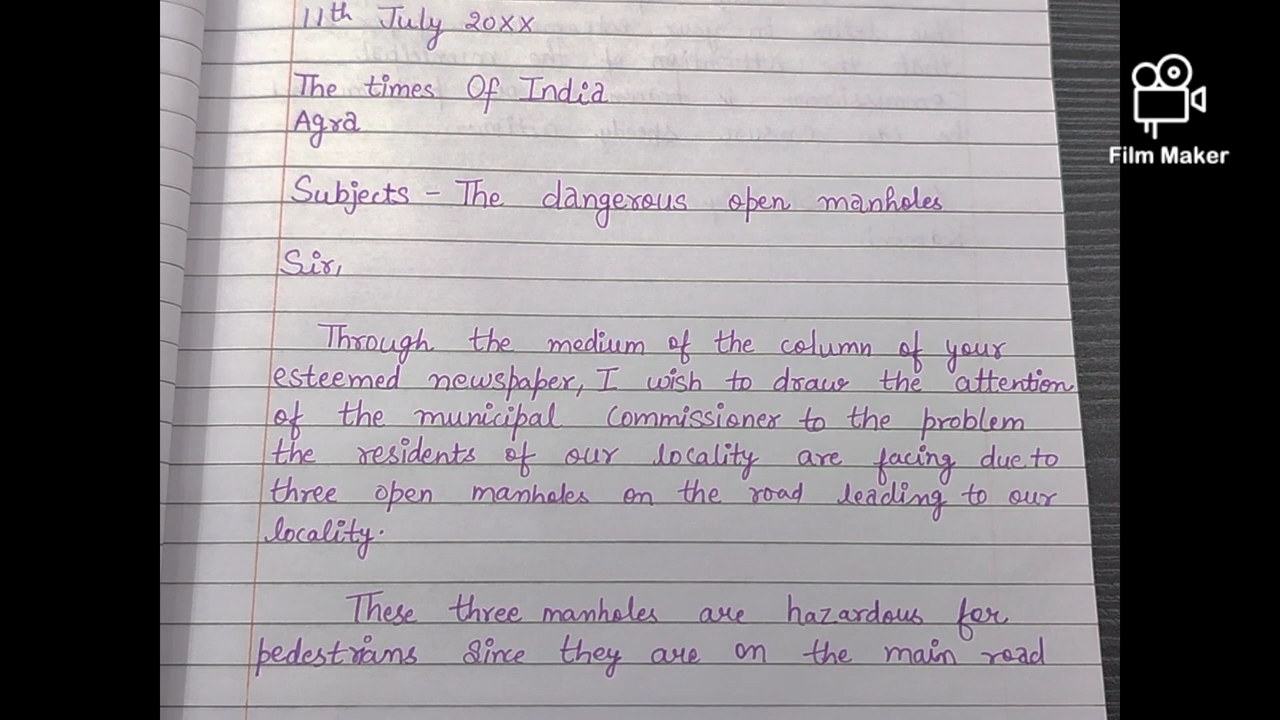 11th July 20XX
The times Of India
Agra
Subjects - The dangerous open manholes
Sir,
Through the medium of the column of your
esteemed newspaper, I wish to draw the attention
of the municipal Commissioner to the problem
the residents of our locality are facing due to
three open manholes on the road leading to our
locality.
These three manholes are hazardous for
pedestrians Since they are on the main road
Film Maker